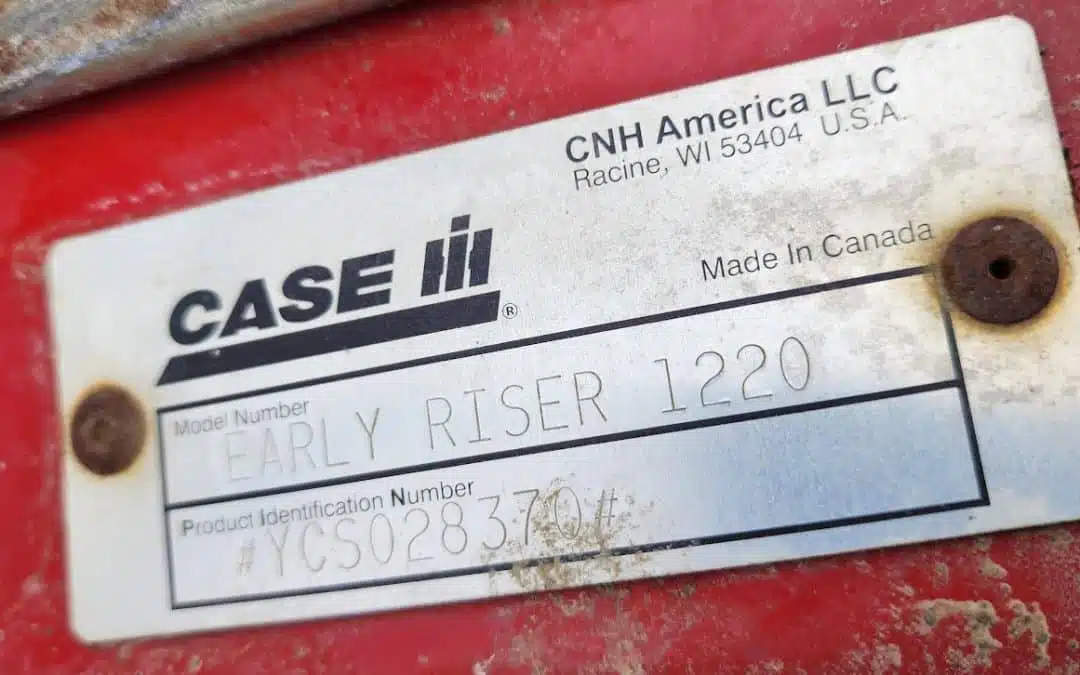 CNH America LLC
Racine, WI 53404 U.S.A.
CASE IH®
Made In Canada
Model Number
EARLY RISER 1220
Product Identification Number
#YCS028370#